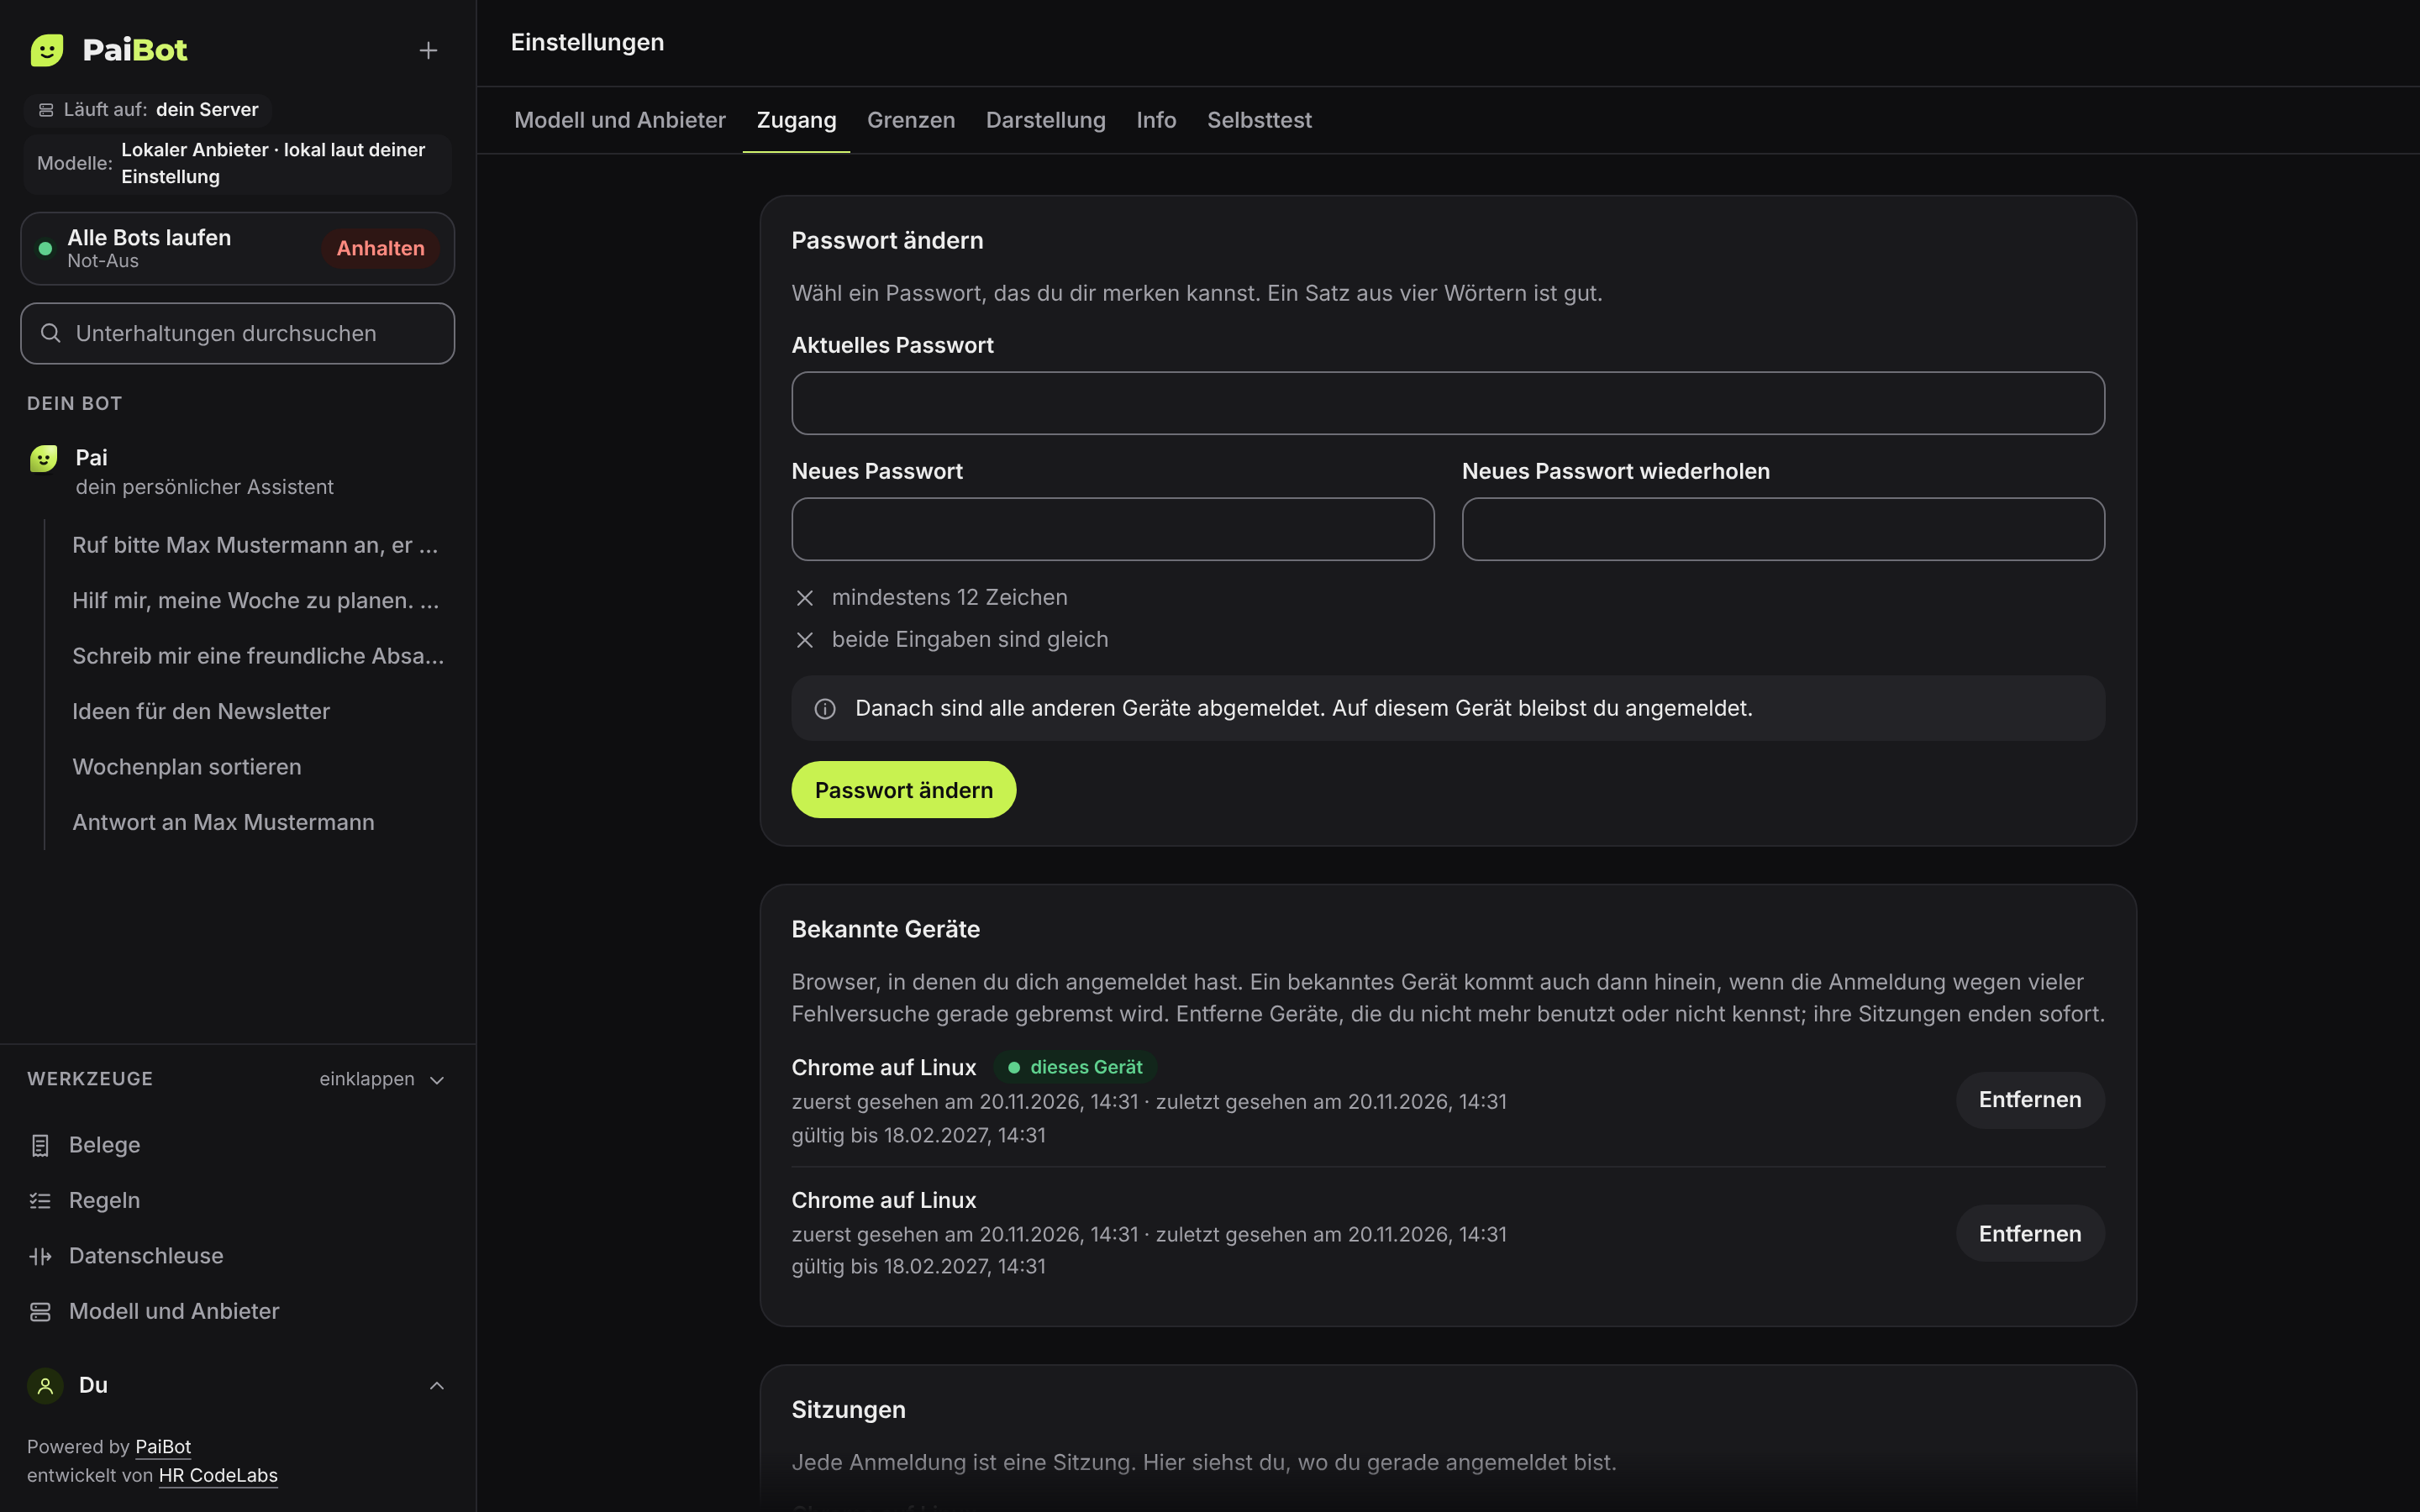 PaiBot
Läuft auf: dein Server
Modelle: Lokaler Anbieter · lokal laut deiner
Einstellung
Alle Bots laufen
Not-Aus
Anhalten
Unterhaltungen durchsuchen
DEIN BOT
Pai
dein persönlicher Assistent
Ruf bitte Max Mustermann an, er ...
Hilf mir, meine Woche zu planen. ...
Schreib mir eine freundliche Absa...
Ideen für den Newsletter
Wochenplan sortieren
Antwort an Max Mustermann
WERKZEUGE
einklappen
Belege
Regeln
Datenschleuse
Modell und Anbieter
Du
Powered by PaiBot
entwickelt von HR CodeLabs
Einstellungen
Modell und Anbieter Zugang Grenzen Darstellung Info Selbsttest
Passwort ändern
Wähl ein Passwort, das du dir merken kannst. Ein Satz aus vier Wörtern ist gut.
Aktuelles Passwort
Neues Passwort
Neues Passwort wiederholen
mindestens 12 Zeichen
beide Eingaben sind gleich
Danach sind alle anderen Geräte abgemeldet. Auf diesem Gerät bleibst du angemeldet.
Passwort ändern
Bekannte Geräte
Browser, in denen du dich angemeldet hast. Ein bekanntes Gerät kommt auch dann hinein, wenn die Anmeldung wegen vieler
Fehlversuche gerade gebremst wird. Entferne Geräte, die du nicht mehr benutzt oder nicht kennst; ihre Sitzungen enden sofort.
Chrome auf Linux dieses Gerät
zuerst gesehen am 20.11.2026, 14:31 · zuletzt gesehen am 20.11.2026, 14:31
gültig bis 18.02.2027, 14:31
Entfernen
Chrome auf Linux
zuerst gesehen am 20.11.2026, 14:31 · zuletzt gesehen am 20.11.2026, 14:31
gültig bis 18.02.2027, 14:31
Entfernen
Sitzungen
Jede Anmeldung ist eine Sitzung. Hier siehst du, wo du gerade angemeldet bist.